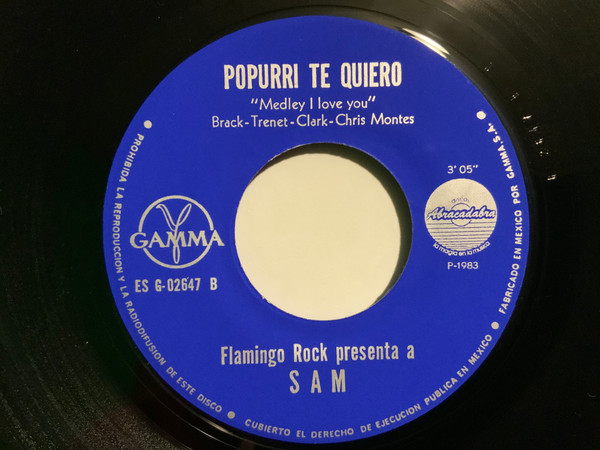 POPURRI TE QUIERO
"Medley I love you"
Brack-Trenet-Clark-Chris Montes
3' 05"
GAMMA
Abracadabra
la magia en la musica
P-1983
ES G-02647 B
Flamingo Rock presenta a
SAM
PROHIBIDA LA REPRODUCCION Y LA RADIODIFUSION DE ESTE DISCO • CUBIERTO EL DERECHO DE EJECUCION PUBLICA EN MEXICO • FABRICADO EN MEXICO POR GAMMA, S.A. •